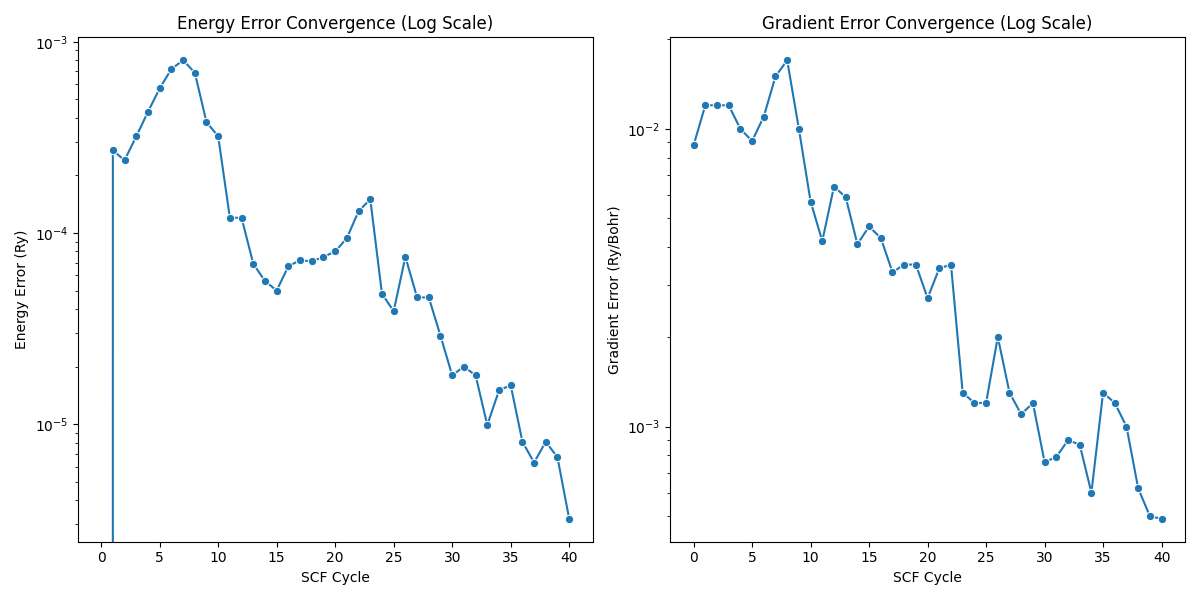 Energy Error Convergence (Log Scale)
Energy Error (Ry)
10⁻³
10⁻⁴
10⁻⁵
0 5 10 15 20 25 30 35 40
SCF Cycle
Gradient Error Convergence (Log Scale)
Gradient Error (Ry/Bohr)
10⁻²
10⁻³
0 5 10 15 20 25 30 35 40
SCF Cycle